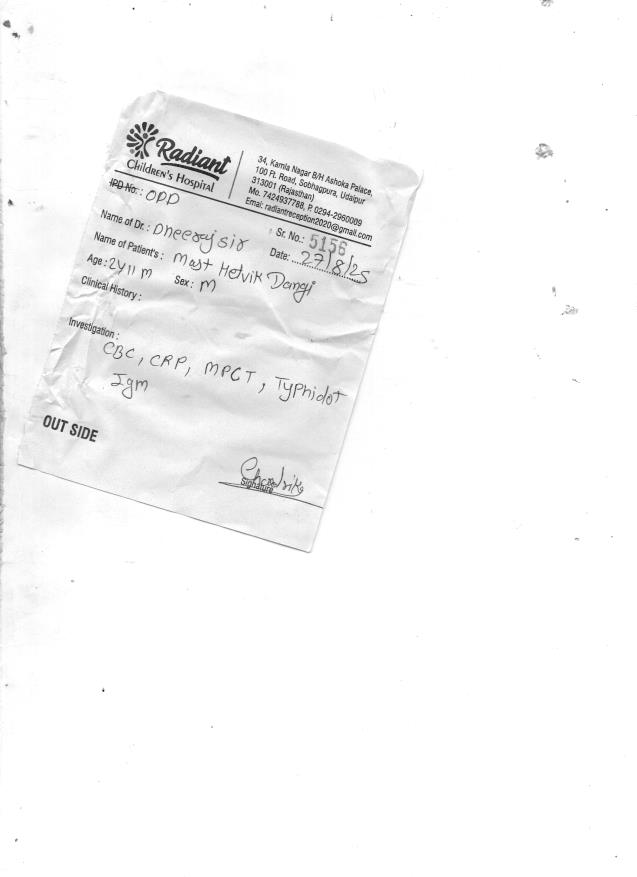 Radiant
Children's Hospital
34, Kamla Nagar B/H Ashoka Palace,
100 Ft. Road, Sobhagpura, Udaipur
313001 (Rajasthan)
Mo. 7424937788, P. 0294-2960009
Emai: radiantreception2020@gmail.com
IPD No.: OPD
Sr. No.: 5156
Name of Dr.: Dheeraj sir
Date: 27/8/25
Name of Patient's : Mast Hetvik Dangi
Age : 2y11m Sex : M
Clinical History :
Investigation :
CBC, CRP, MPCT, Typhidot
Igm
OUT SIDE
Signature